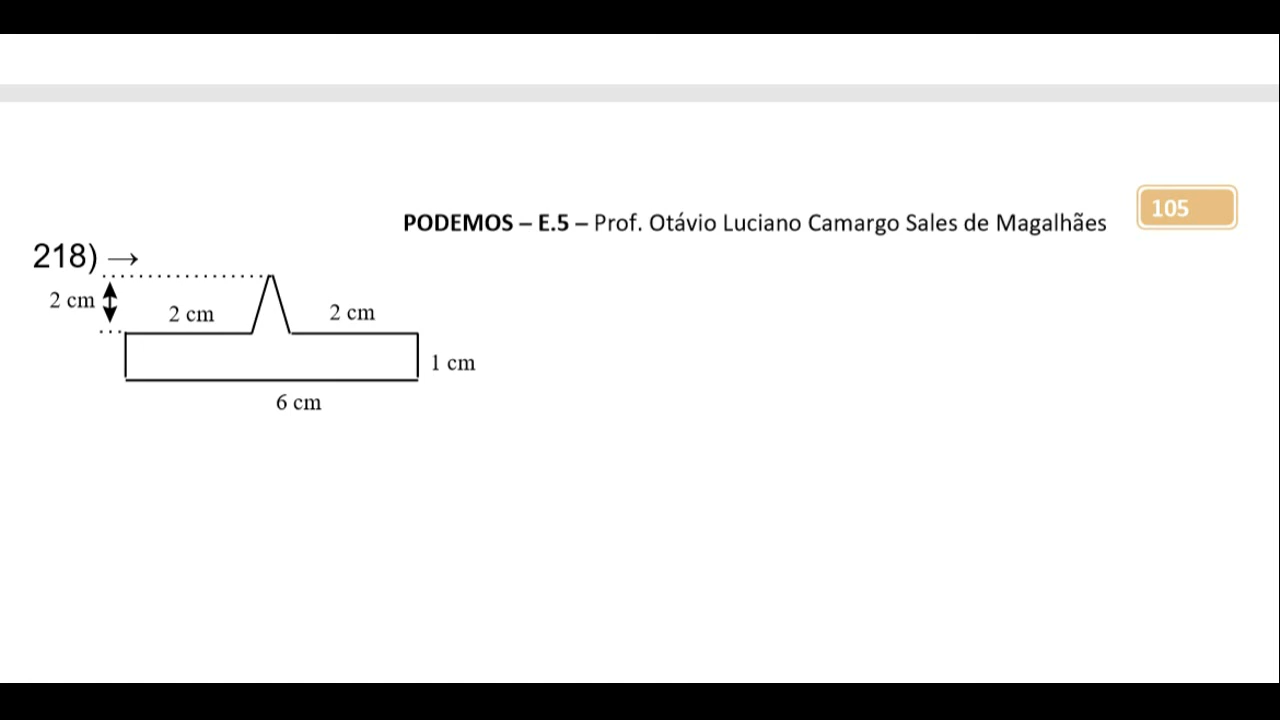 105
PODEMOS – E.5 – Prof. Otávio Luciano Camargo Sales de Magalhães
218) →
2 cm
2 cm
2 cm
1 cm
6 cm